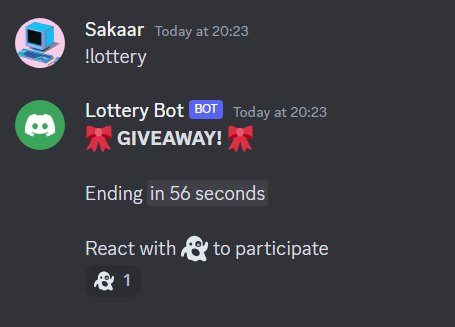 Sakaar Today at 20:23
!lottery
Lottery Bot BOT Today at 20:23
🎀 GIVEAWAY! 🎀
Ending in 56 seconds
React with 👻 to participate
👻 1